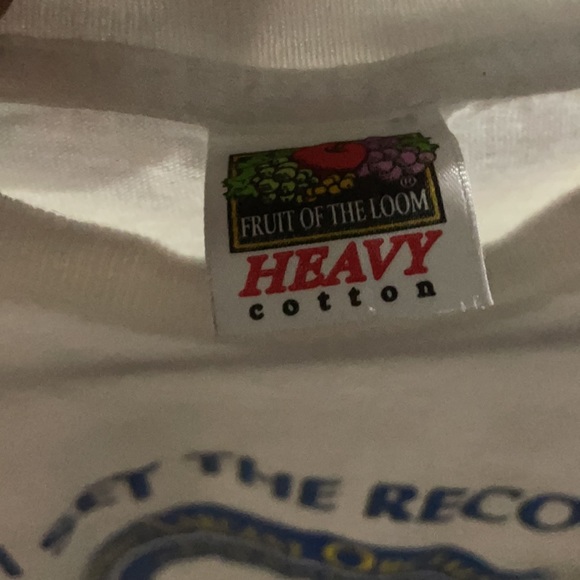 FRUIT OF THE LOOM
®
HEAVY
cotton
SET THE RECO